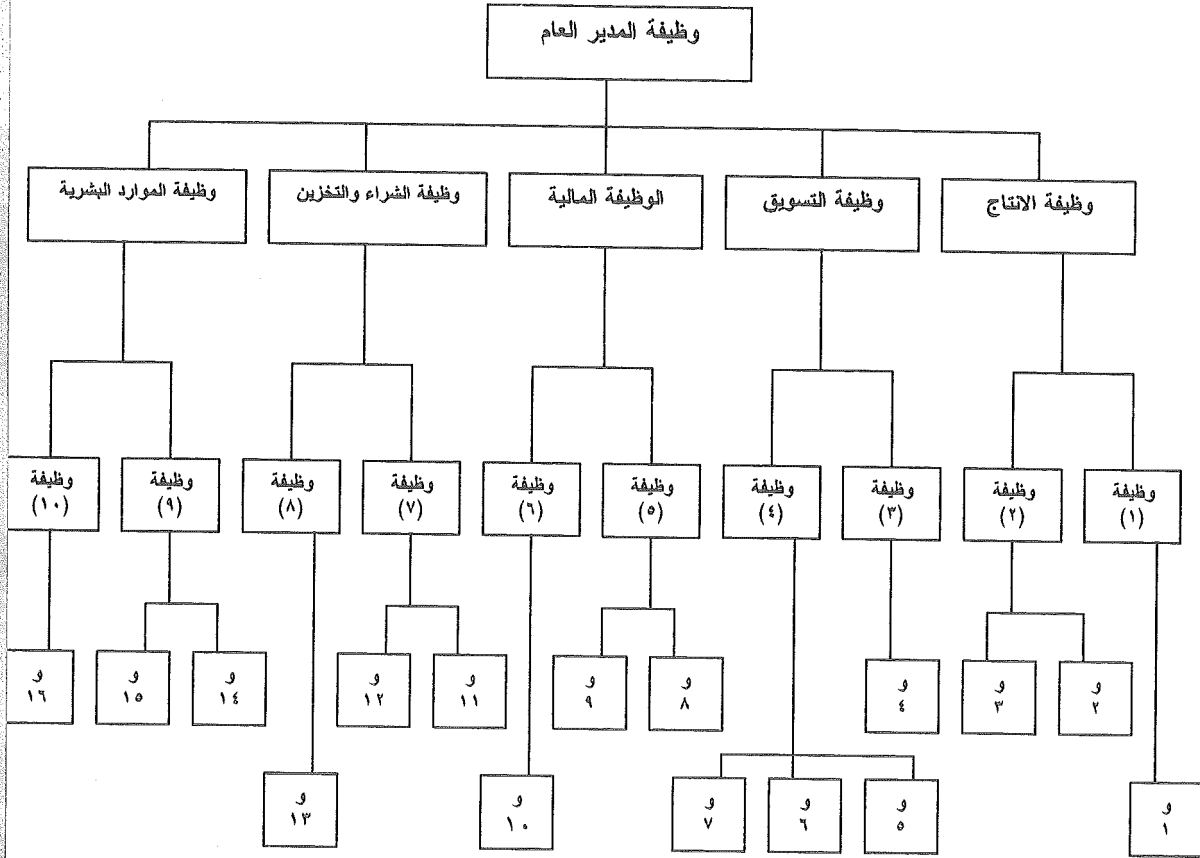 وظيفة المدير العام
وظيفة الانتاج
وظيفة التسويق
الوظيفة المالية
وظيفة الشراء والتخزين
وظيفة الموارد البشرية
وظيفة
(١)
وظيفة
(٢)
وظيفة
(٣)
وظيفة
(٤)
وظيفة
(٥)
وظيفة
(٦)
وظيفة
(٧)
وظيفة
(٨)
وظيفة
(٩)
وظيفة
(١٠)
و
١
و
٢
و
٣
و
٤
و
٥
و
٦
و
٧
و
٨
و
٩
و
١٠
و
١١
و
١٢
و
١٣
و
١٤
و
١٥
و
١٦